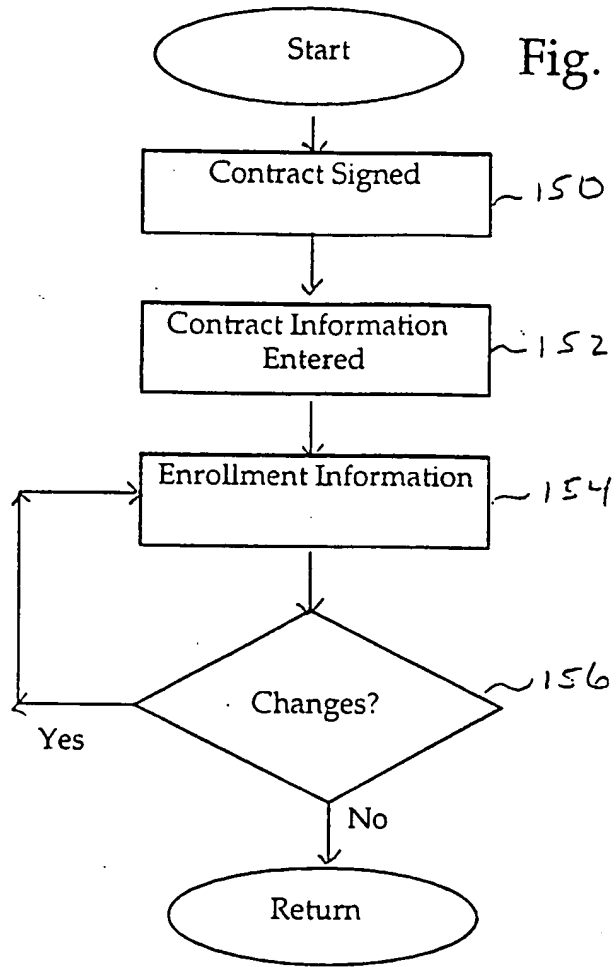 Start
Fig.
Contract Signed
150
Contract Information
Entered
152
Enrollment Information
154
Changes?
156
Yes
No
Return